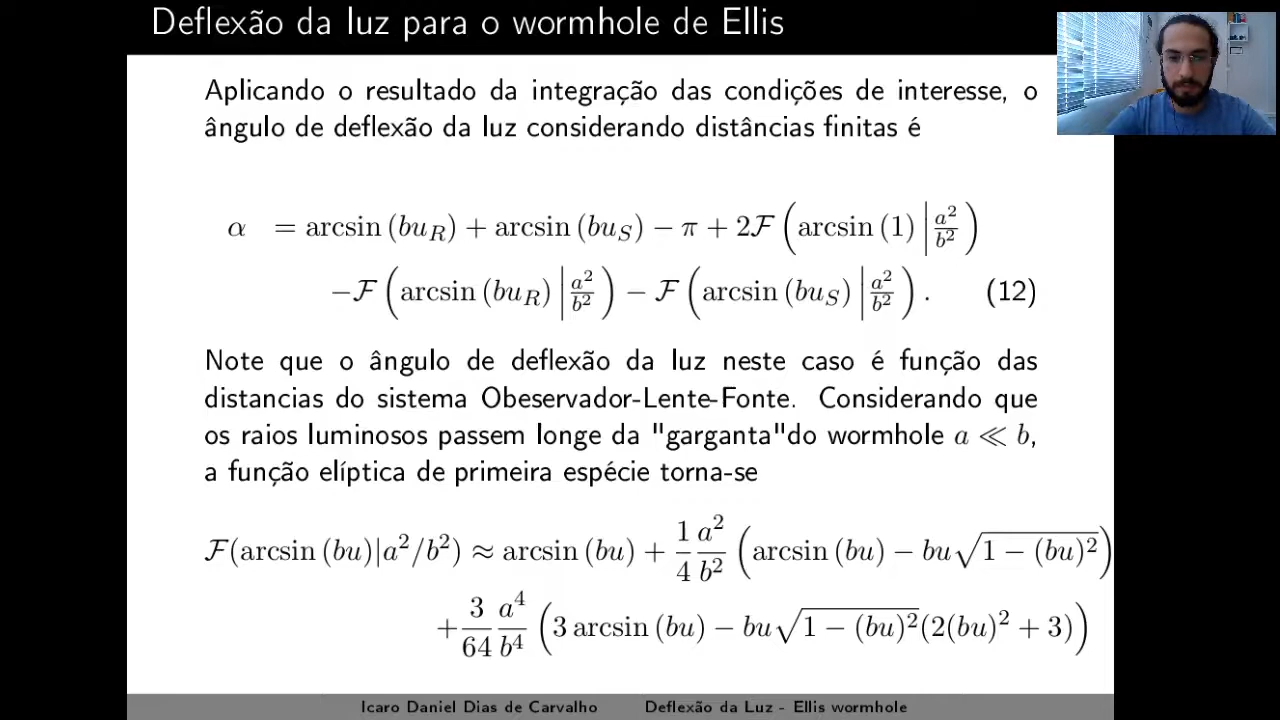 Deflexão da luz para o wormhole de Ellis
Aplicando o resultado da integração das condições de interesse, o
ângulo de deflexão da luz considerando distâncias finitas é
α = arcsin (bu_R) + arcsin (bu_S) − π + 2ℱ (arcsin (1) | a²/b²)
−ℱ (arcsin (bu_R) | a²/b²) − ℱ (arcsin (bu_S) | a²/b²) . (12)
Note que o ângulo de deflexão da luz neste caso é função das
distancias do sistema Obeservador-Lente-Fonte. Considerando que
os raios luminosos passem longe da "garganta"do wormhole a ≪ b,
a função elíptica de primeira espécie torna-se
ℱ(arcsin (bu)|a²/b²) ≈ arcsin (bu) + 1/4 a²/b² (arcsin (bu) − bu√(1 − (bu)²))
+ 3/64 a⁴/b⁴ (3 arcsin (bu) − bu√(1 − (bu)²)(2(bu)² + 3))
Icaro Daniel Dias de Carvalho Deflexão da Luz - Ellis wormhole